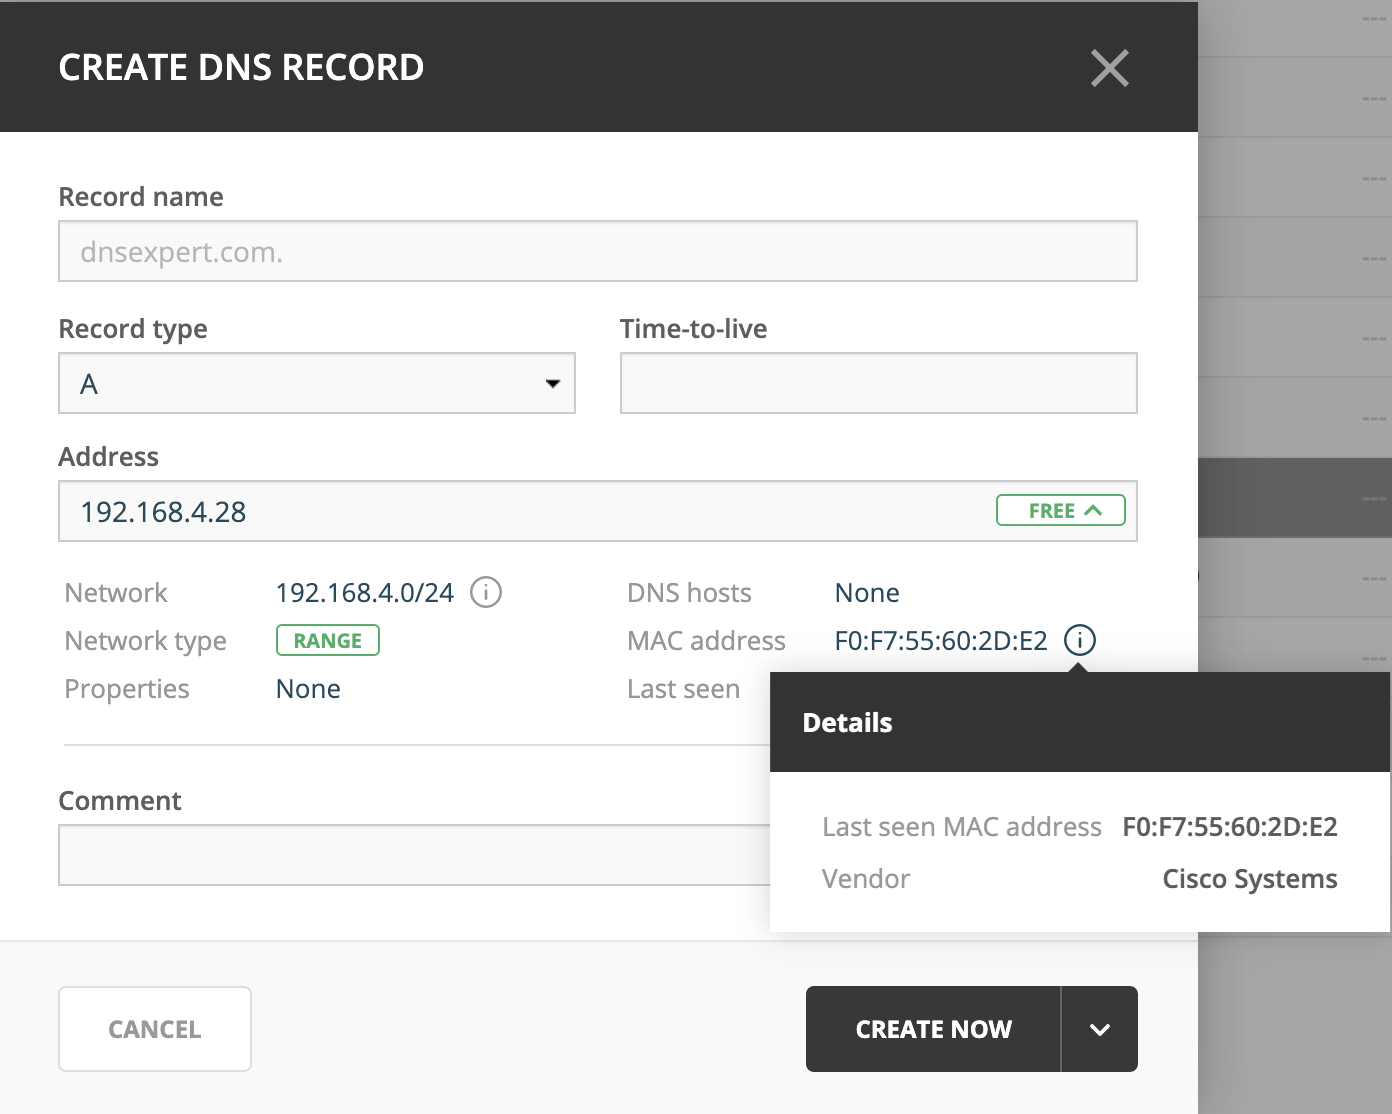 CREATE DNS RECORD
Record name
dnsexpert.com.
Record type
Time-to-live
A
Address
192.168.4.28
FREE
Network 192.168.4.0/24
DNS hosts None
Network type RANGE
MAC address F0:F7:55:60:2D:E2
Properties None
Last seen
Details
Last seen MAC address F0:F7:55:60:2D:E2
Vendor Cisco Systems
Comment
CANCEL
CREATE NOW
---
---
---
---
---
---
---
---
---